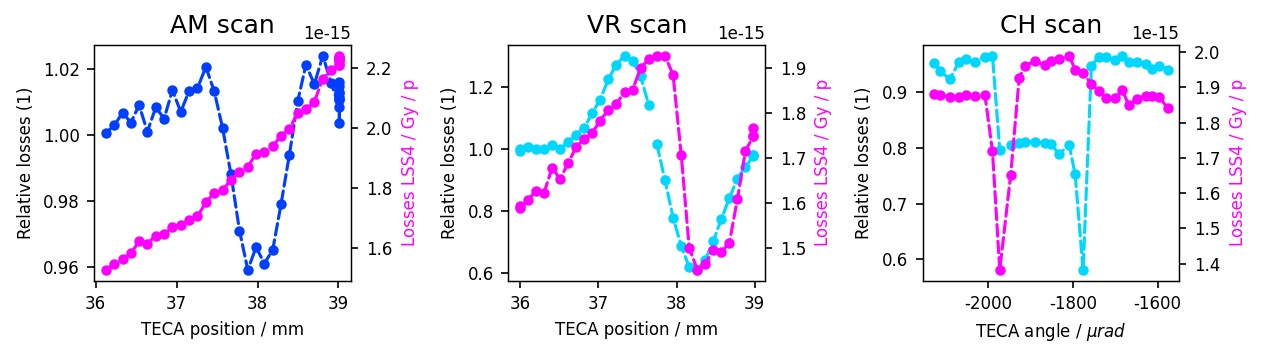 AM scan
1e-15
Relative losses (1)
1.02
1.00
0.98
0.96
2.2
2.0
1.8
1.6
Losses LSS4 / Gy / p
36
37
38
39
TECA position / mm
VR scan
1e-15
Relative losses (1)
1.2
1.0
0.8
0.6
1.9
1.8
1.7
1.6
1.5
Losses LSS4 / Gy / p
36
37
38
39
TECA position / mm
CH scan
1e-15
Relative losses (1)
0.9
0.8
0.7
0.6
2.0
1.9
1.8
1.7
1.6
1.5
1.4
Losses LSS4 / Gy / p
-2000
-1800
-1600
TECA angle / μrad